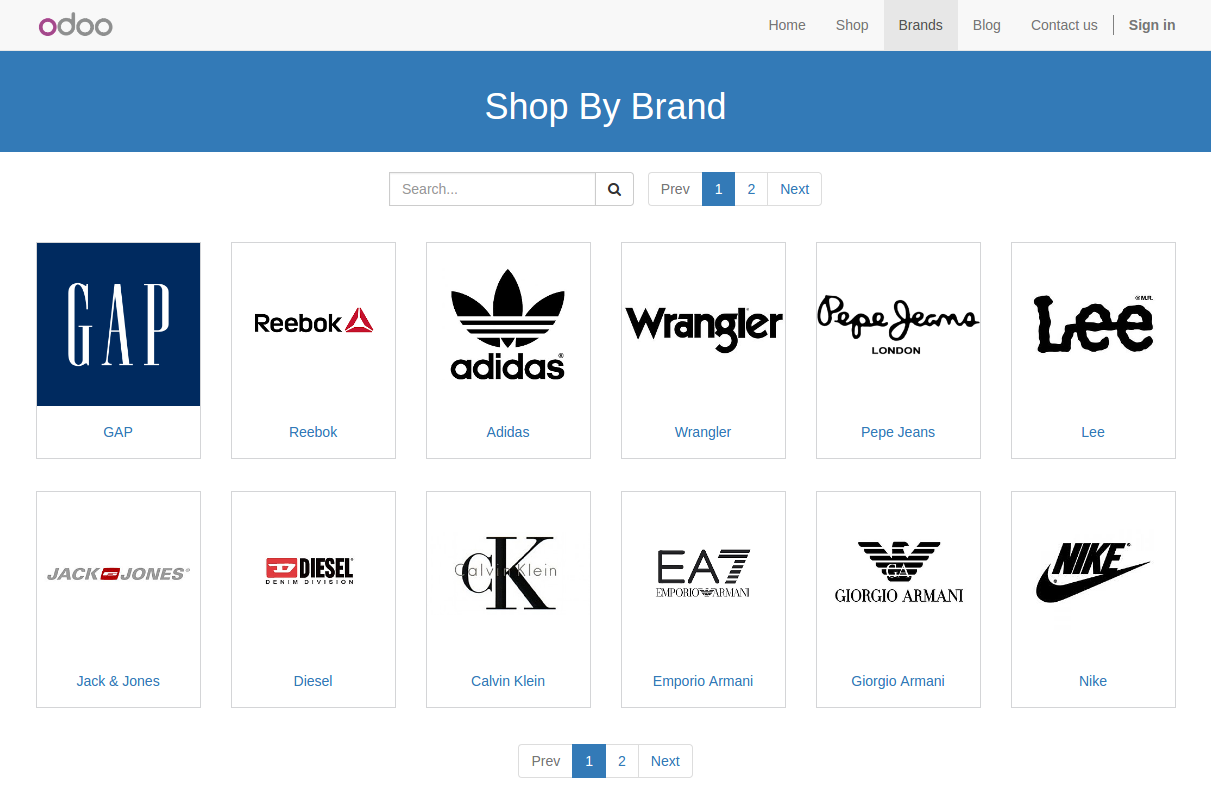 odoo
Home Shop Brands Blog Contact us Sign in
Shop By Brand
Search... Prev 1 2 Next
GAP
Reebok
adidas®
Wrangler
Pepe Jeans
LONDON
Lee
® M.R.
GAP Reebok Adidas Wrangler Pepe Jeans Lee
JACK & JONES®
DIESEL®
DENIM DIVISION
CK
Calvin Klein
EA7
EMPORIO ARMANI
GA
GIORGIO ARMANI
NIKE®
Jack & Jones Diesel Calvin Klein Emporio Armani Giorgio Armani Nike
Prev 1 2 Next